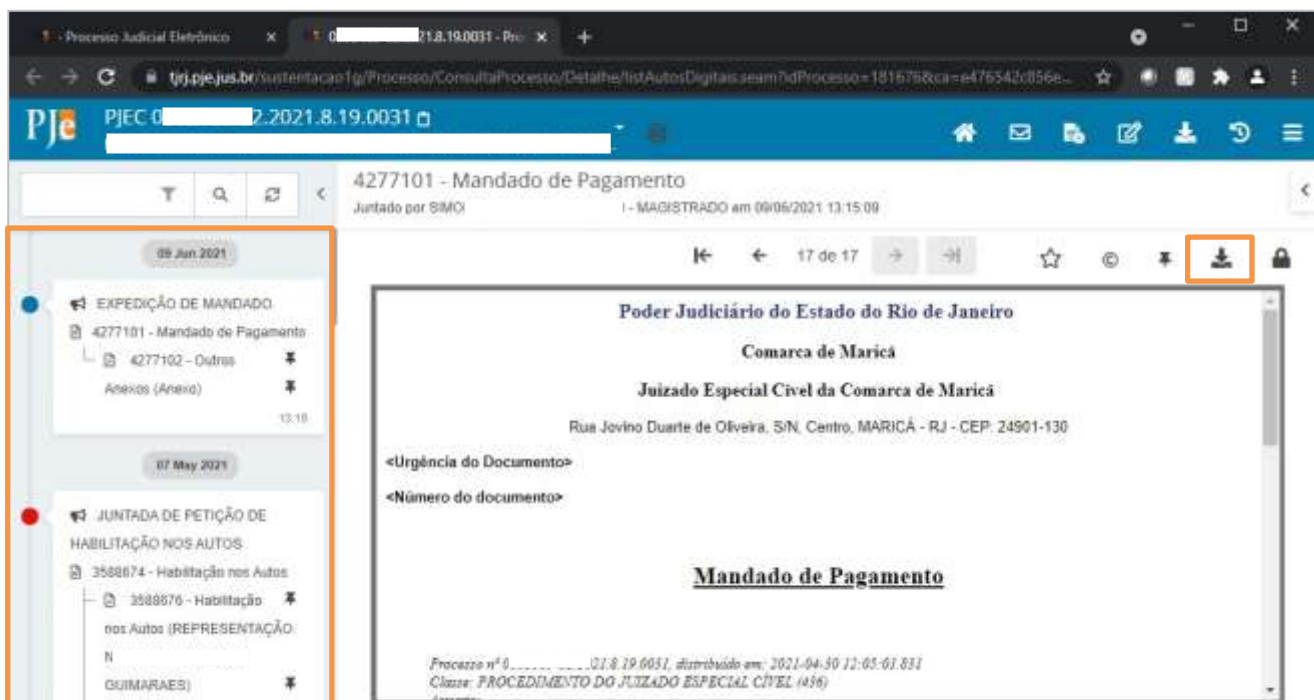 - Processo Judicial Eletrônico
21.8.19.0031 - Pro
tjrj.pje.jus.br/sustentacao1g/Processo/ConsultaProcesso/Detalhe/listAutosDigitais.seam?idProcesso=181676&ca=e476542c856e...
PJe
PJEC 0 2.2021.8.19.0031
4277101 - Mandado de Pagamento
Juntado por SIMO - MAGISTRADO em 09/06/2021 13:15:09
17 de 17
09 Jun 2021
EXPEDIÇÃO DE MANDADO
4277101 - Mandado de Pagamento
4277102 - Outros
Anexos (Anexo)
07 May 2021
JUNTADA DE PETIÇÃO DE
HABILITAÇÃO NOS AUTOS
3588674 - Habilitação nos Autos
3588676 - Habilitação
nos Autos (REPRESENTAÇÃO
N
GUIMARAES)
Poder Judiciário do Estado do Rio de Janeiro
Comarca de Maricá
Juizado Especial Cível da Comarca de Maricá
Rua Jovino Duarte de Oliveira, S/N, Centro, MARICÁ - RJ - CEP: 24901-130
<Urgência do Documento>
<Número do documento>
Mandado de Pagamento
Processo nº 0 21.8.19.0031, distribuído em: 2021-04-30 12:05:01.831
Classe: PROCEDIMENTO DO JUIZADO ESPECIAL CÍVEL (436)